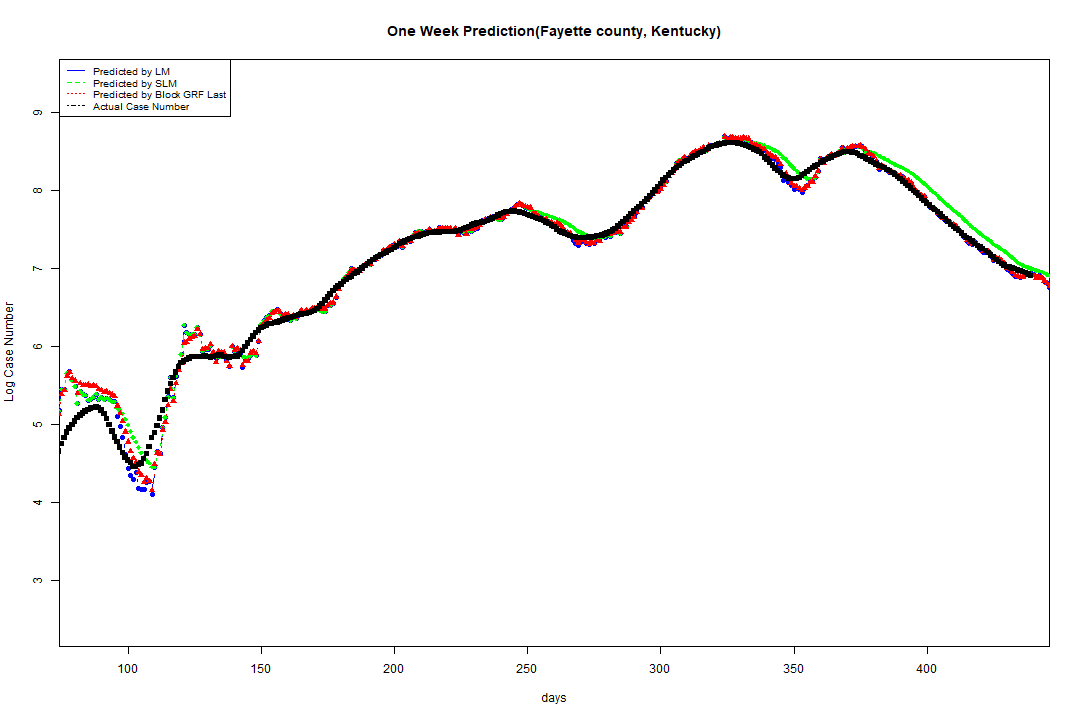 One Week Prediction(Fayette county, Kentucky)
Predicted by LM
Predicted by SLM
Predicted by Block GRF Last
Actual Case Number
9
8
7
6
5
4
3
Log Case Number
100 150 200 250 300 350 400
days